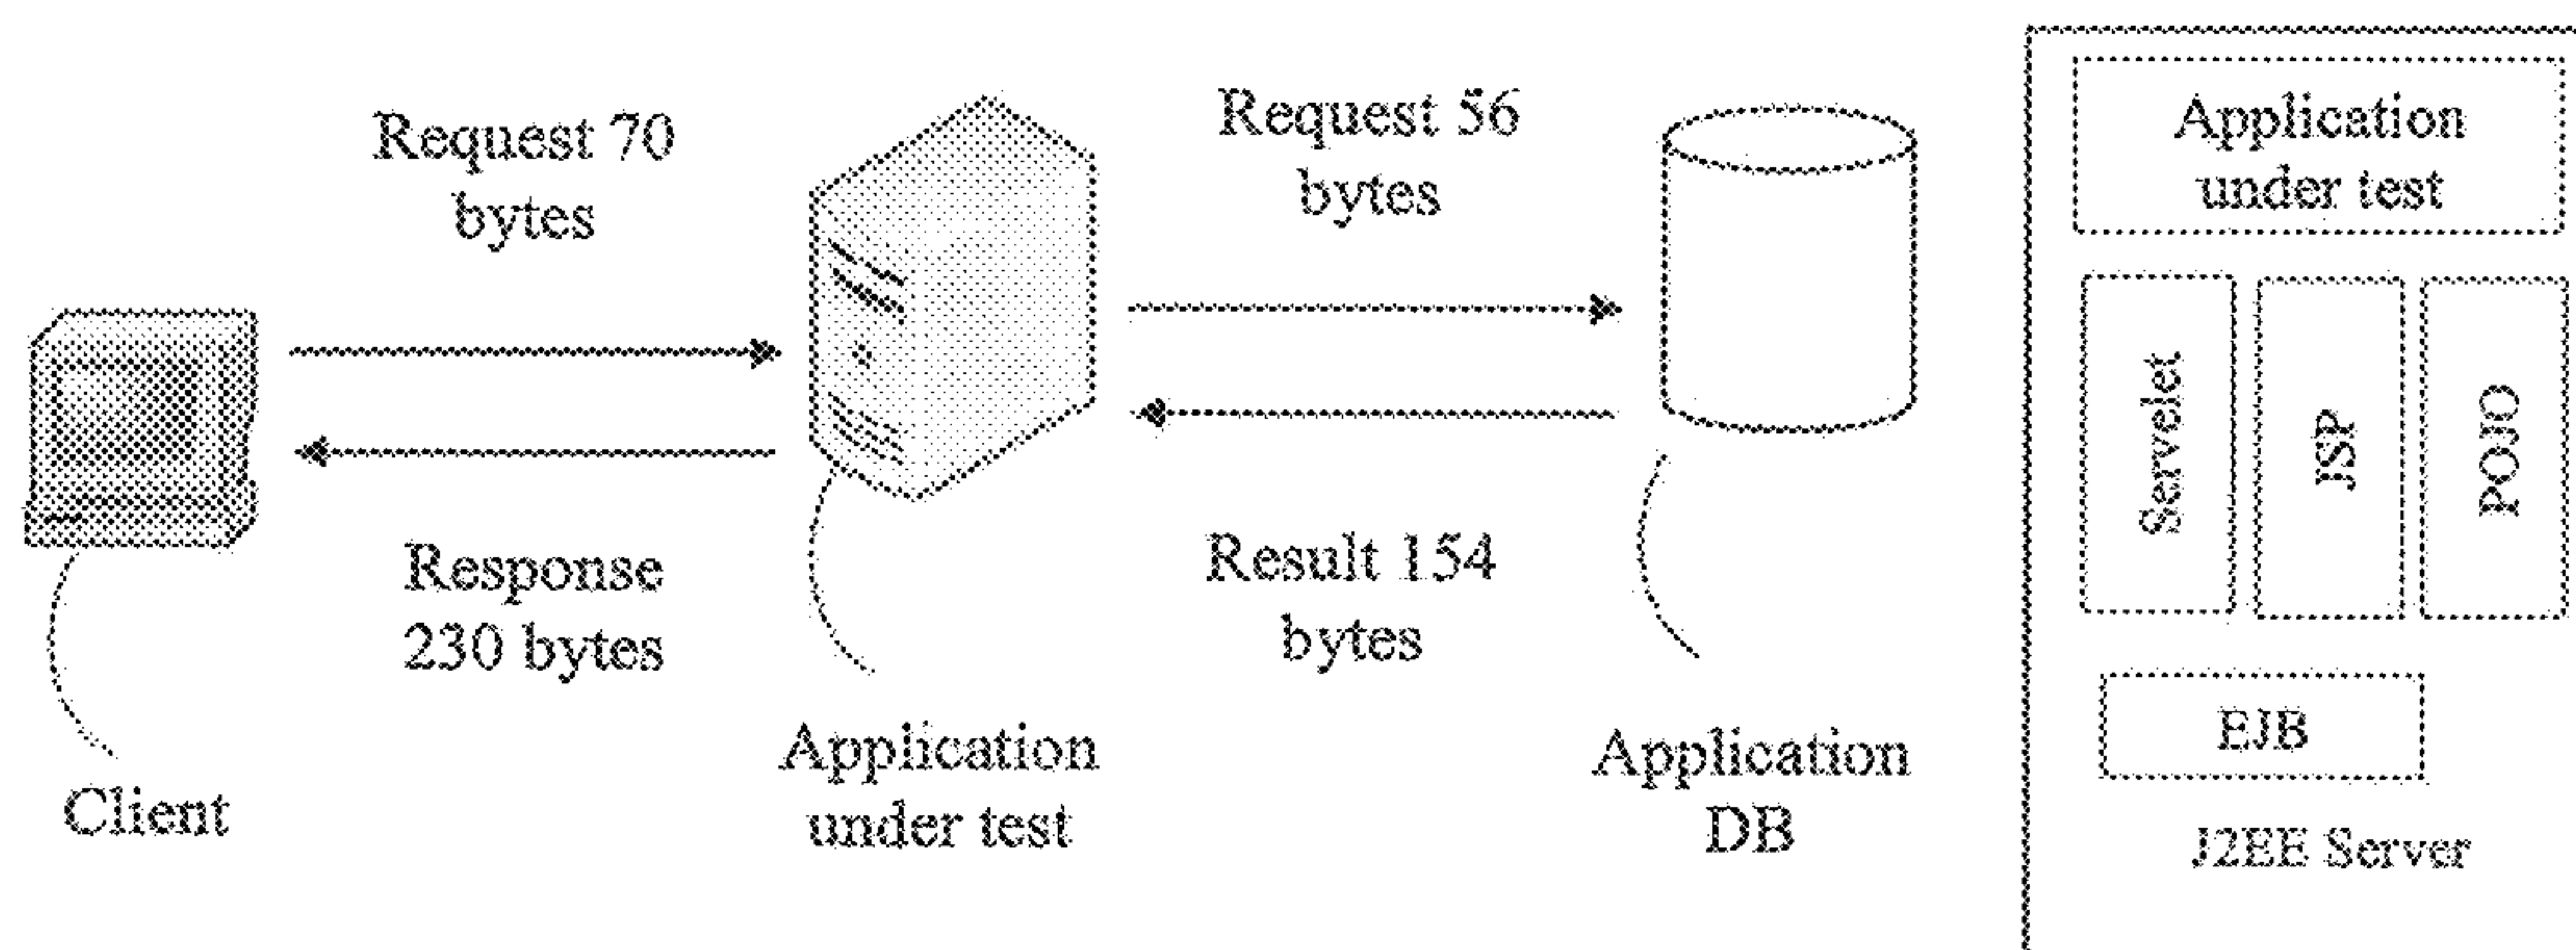 Request 70
bytes
Request 56
bytes
Response
230 bytes
Result 154
bytes
Client
Application
under test
Application
DB
Application
under test
Servelet
JSP
POJO
EJB
J2EE Server